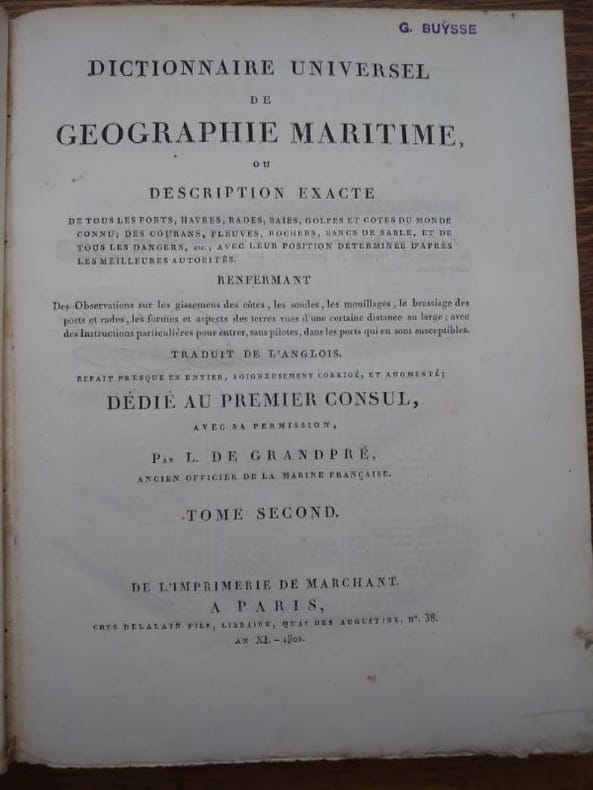 G. BUYSSE
DICTIONNAIRE UNIVERSEL
DE
GEOGRAPHIE MARITIME,
OU
DESCRIPTION EXACTE
DE TOUS LES PORTS, HAVRES, RADES, BAIES, GOLFES ET COTES DU MONDE
CONNU; DES COURANS, FLEUVES, ROCHERS, BANCS DE SABLE, ET DE
TOUS LES DANGERS, etc.; AVEC LEUR POSITION DÉTERMINÉE D'APRÈS
LES MEILLEURES AUTORITÉS.
RENFERMANT
Des Observations sur les gissemens des côtes, les sondes, les mouillages, le brassiage des
ports et rades, les formes et aspects des terres vues d'une certaine distance au large; avec
des Instructions particulières pour entrer, sans pilotes, dans les ports qui en sont susceptibles.
TRADUIT DE L'ANGLOIS.
REFAIT PRESQUE EN ENTIER, SOIGNEUSEMENT CORRIGÉ, ET AUGMENTÉ;
DÉDIÉ AU PREMIER CONSUL,
AVEC SA PERMISSION,
PAR L. DE GRANDPRÉ,
ANCIEN OFFICIER DE LA MARINE FRANÇAISE.
TOME SECOND.
DE L'IMPRIMERIE DE MARCHANT.
A PARIS,
CHEZ DELALAIN FILS, LIBRAIRE, QUAI DES AUGUSTINS, n°. 38.
AN XI. – 1802.